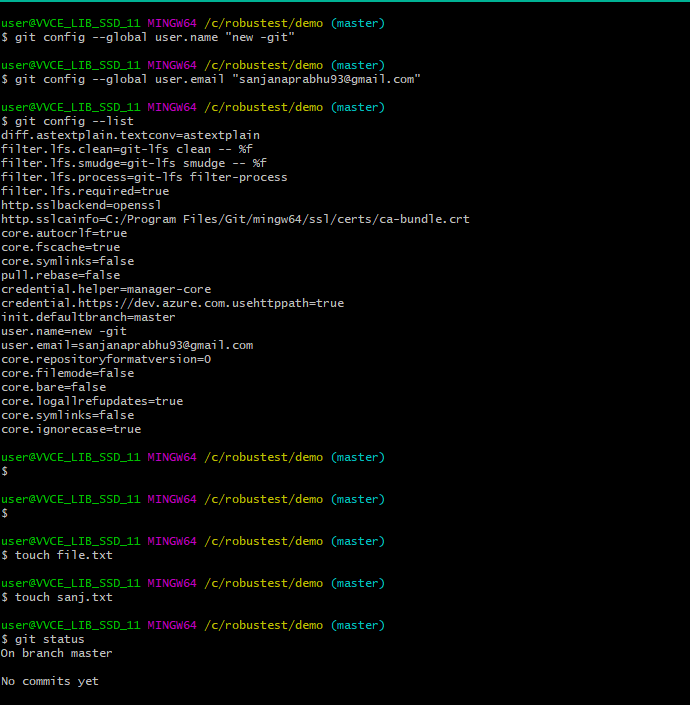 user@VVCE_LIB_SSD_11 MINGW64 /c/robustest/demo (master)
$ git config --global user.name "new -git"
user@VVCE_LIB_SSD_11 MINGW64 /c/robustest/demo (master)
$ git config --global user.email "sanjanaprabhu93@gmail.com"
user@VVCE_LIB_SSD_11 MINGW64 /c/robustest/demo (master)
$ git config --list
diff.astextplain.textconv=astextplain
filter.lfs.clean=git-lfs clean -- %f
filter.lfs.smudge=git-lfs smudge -- %f
filter.lfs.process=git-lfs filter-process
filter.lfs.required=true
http.sslbackend=openssl
http.sslcainfo=C:/Program Files/Git/mingw64/ssl/certs/ca-bundle.crt
core.autocrlf=true
core.fscache=true
core.symlinks=false
pull.rebase=false
credential.helper=manager-core
credential.https://dev.azure.com.usehttppath=true
init.defaultbranch=master
user.name=new -git
user.email=sanjanaprabhu93@gmail.com
core.repositoryformatversion=0
core.filemode=false
core.bare=false
core.logallrefupdates=true
core.symlinks=false
core.ignorecase=true
user@VVCE_LIB_SSD_11 MINGW64 /c/robustest/demo (master)
$
user@VVCE_LIB_SSD_11 MINGW64 /c/robustest/demo (master)
$
user@VVCE_LIB_SSD_11 MINGW64 /c/robustest/demo (master)
$ touch file.txt
user@VVCE_LIB_SSD_11 MINGW64 /c/robustest/demo (master)
$ touch sanj.txt
user@VVCE_LIB_SSD_11 MINGW64 /c/robustest/demo (master)
$ git status
On branch master
No commits yet